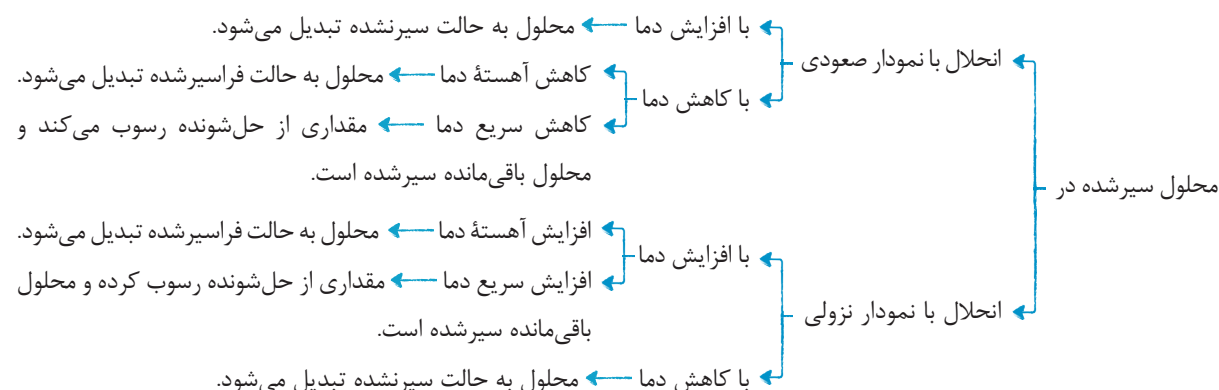 محلول سیرشده در
انحلال با نمودار صعودی
با افزایش دما
محلول به حالت سیرنشده تبدیل می‌شود.
با کاهش دما
کاهش آهستهٔ دما
محلول به حالت فراسیرشده تبدیل می‌شود.
کاهش سریع دما
مقداری از حل‌شونده رسوب می‌کند و
محلول باقی‌مانده سیرشده است.
انحلال با نمودار نزولی
با افزایش دما
افزایش آهستهٔ دما
محلول به حالت فراسیرشده تبدیل می‌شود.
افزایش سریع دما
مقداری از حل‌شونده رسوب کرده و محلول
باقی‌مانده سیرشده است.
با کاهش دما
محلول به حالت سیرنشده تبدیل می‌شود.